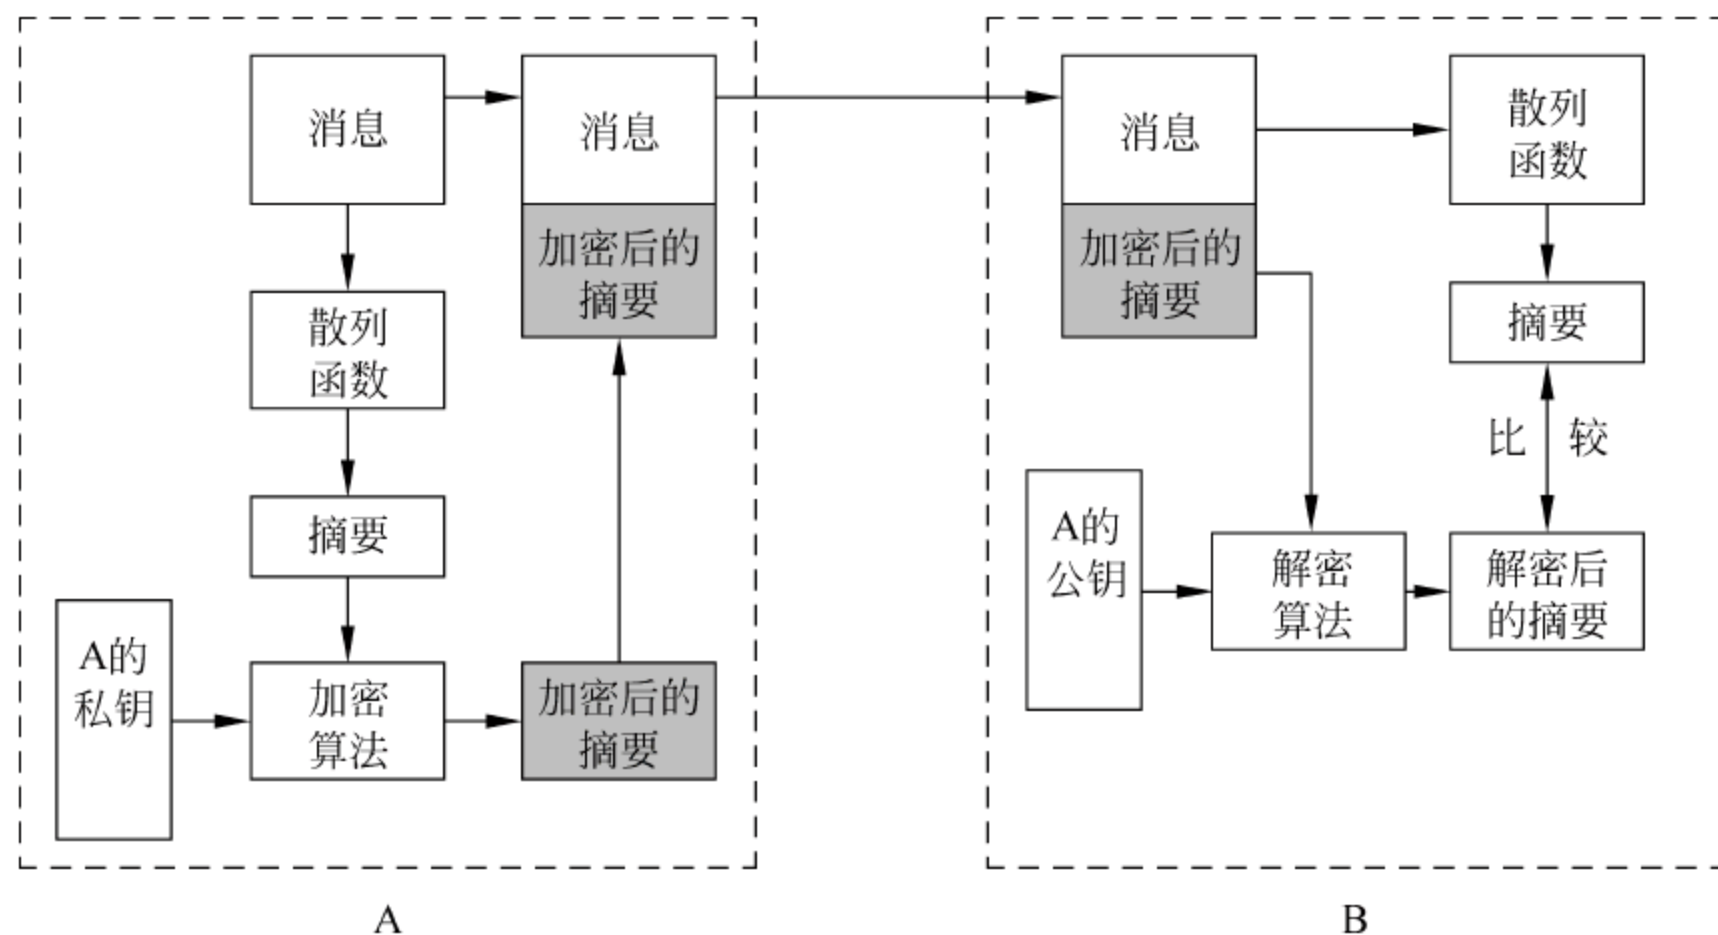 消息
散列
函数
摘要
A的
私钥
加密
算法
消息
加密后的
摘要
加密后的
摘要
A
消息
加密后的
摘要
A的
公钥
解密
算法
散列
函数
摘要
比 较
解密后
的摘要
B